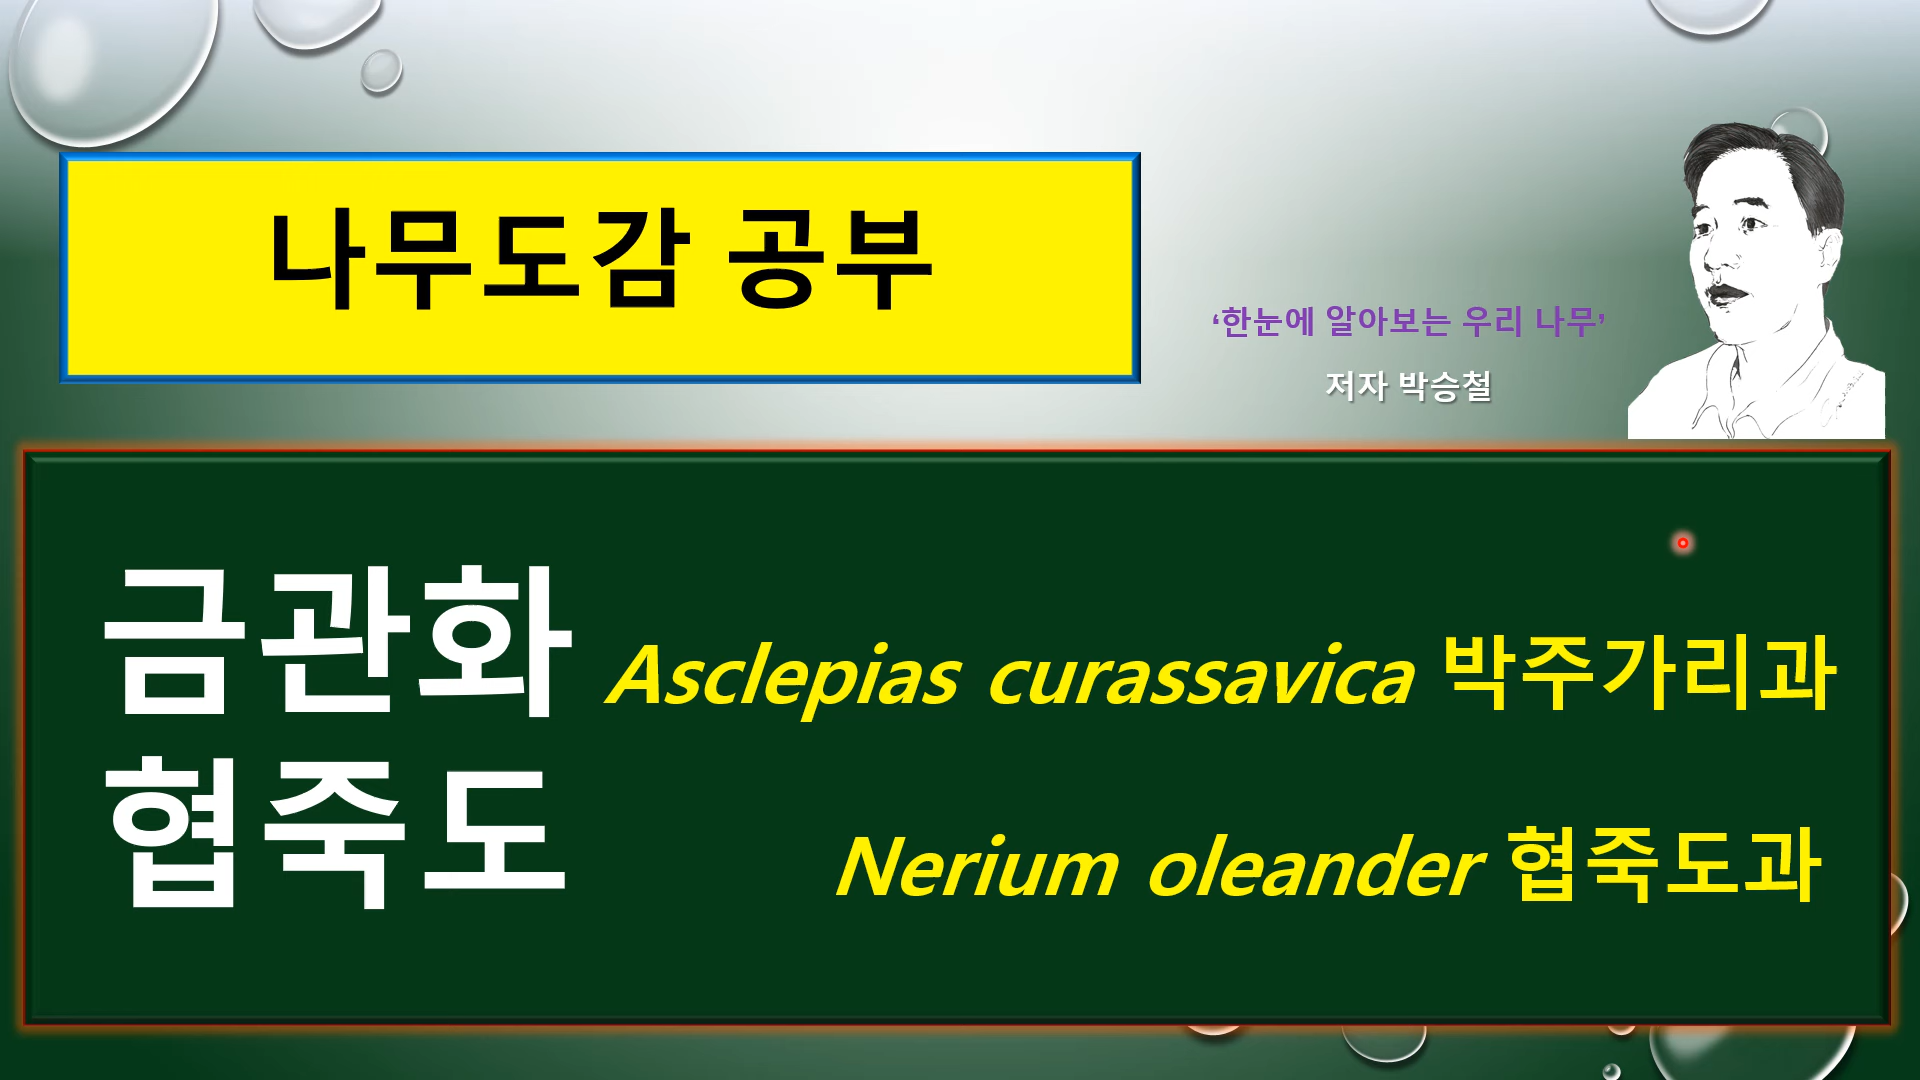 나무도감 공부
‘한눈에 알아보는 우리 나무’
저자 박승철
금관화 Asclepias curassavica 박주가리과
협죽도 Nerium oleander 협죽도과